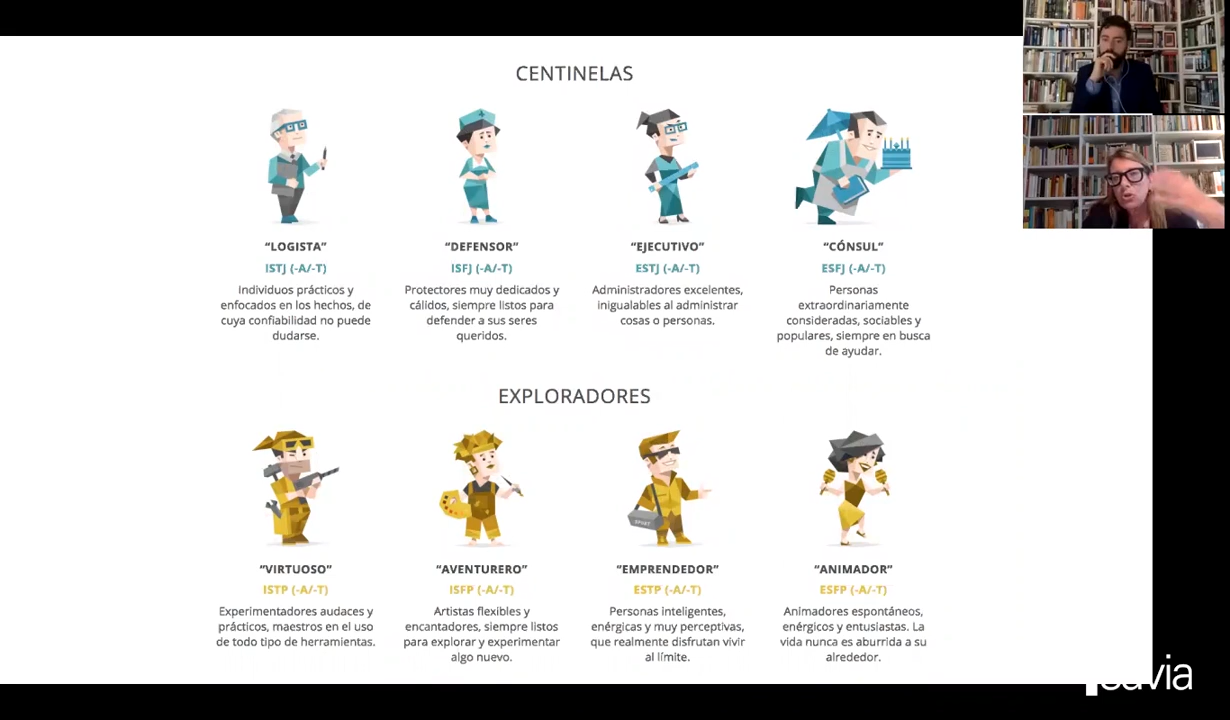 CENTINELAS
“LOGISTA”
ISTJ (-A/-T)
Individuos prácticos y
enfocados en los hechos, de
cuya confiabilidad no puede
dudarse.
“DEFENSOR”
ISFJ (-A/-T)
Protectores muy dedicados y
cálidos, siempre listos para
defender a sus seres
queridos.
“EJECUTIVO”
ESTJ (-A/-T)
Administradores excelentes,
inigualables al administrar
cosas o personas.
“CÓNSUL”
ESFJ (-A/-T)
Personas
extraordinariamente
consideradas, sociables y
populares, siempre en busca
de ayudar.
EXPLORADORES
“VIRTUOSO”
ISTP (-A/-T)
Experimentadores audaces y
prácticos, maestros en el uso
de todo tipo de herramientas.
“AVENTURERO”
ISFP (-A/-T)
Artistas flexibles y
encantadores, siempre listos
para explorar y experimentar
algo nuevo.
“EMPRENDEDOR”
ESTP (-A/-T)
Personas inteligentes,
enérgicas y muy perceptivas,
que realmente disfrutan vivir
al límite.
“ANIMADOR”
ESFP (-A/-T)
Animadores espontáneos,
enérgicos y entusiastas. La
vida nunca es aburrida a su
alrededor.